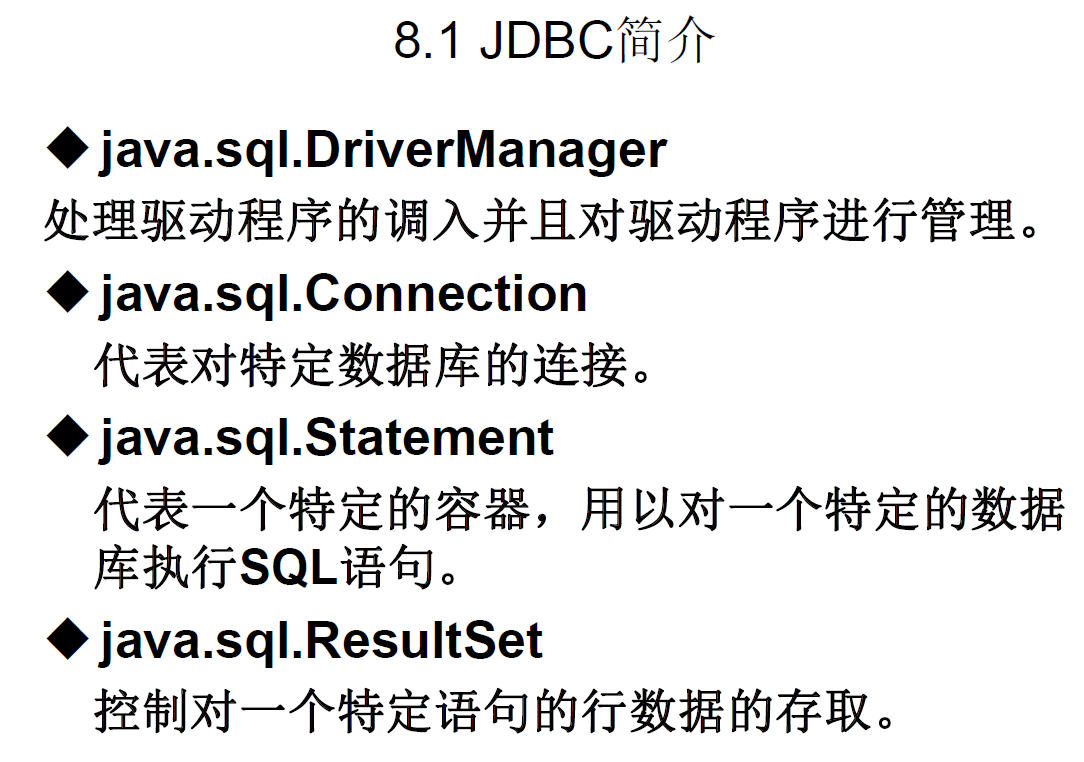 8.1 JDBC简介
◆java.sql.DriverManager
处理驱动程序的调入并且对驱动程序进行管理。
◆java.sql.Connection
代表对特定数据库的连接。
◆java.sql.Statement
代表一个特定的容器，用以对一个特定的数据
库执行SQL语句。
◆java.sql.ResultSet
控制对一个特定语句的行数据的存取。